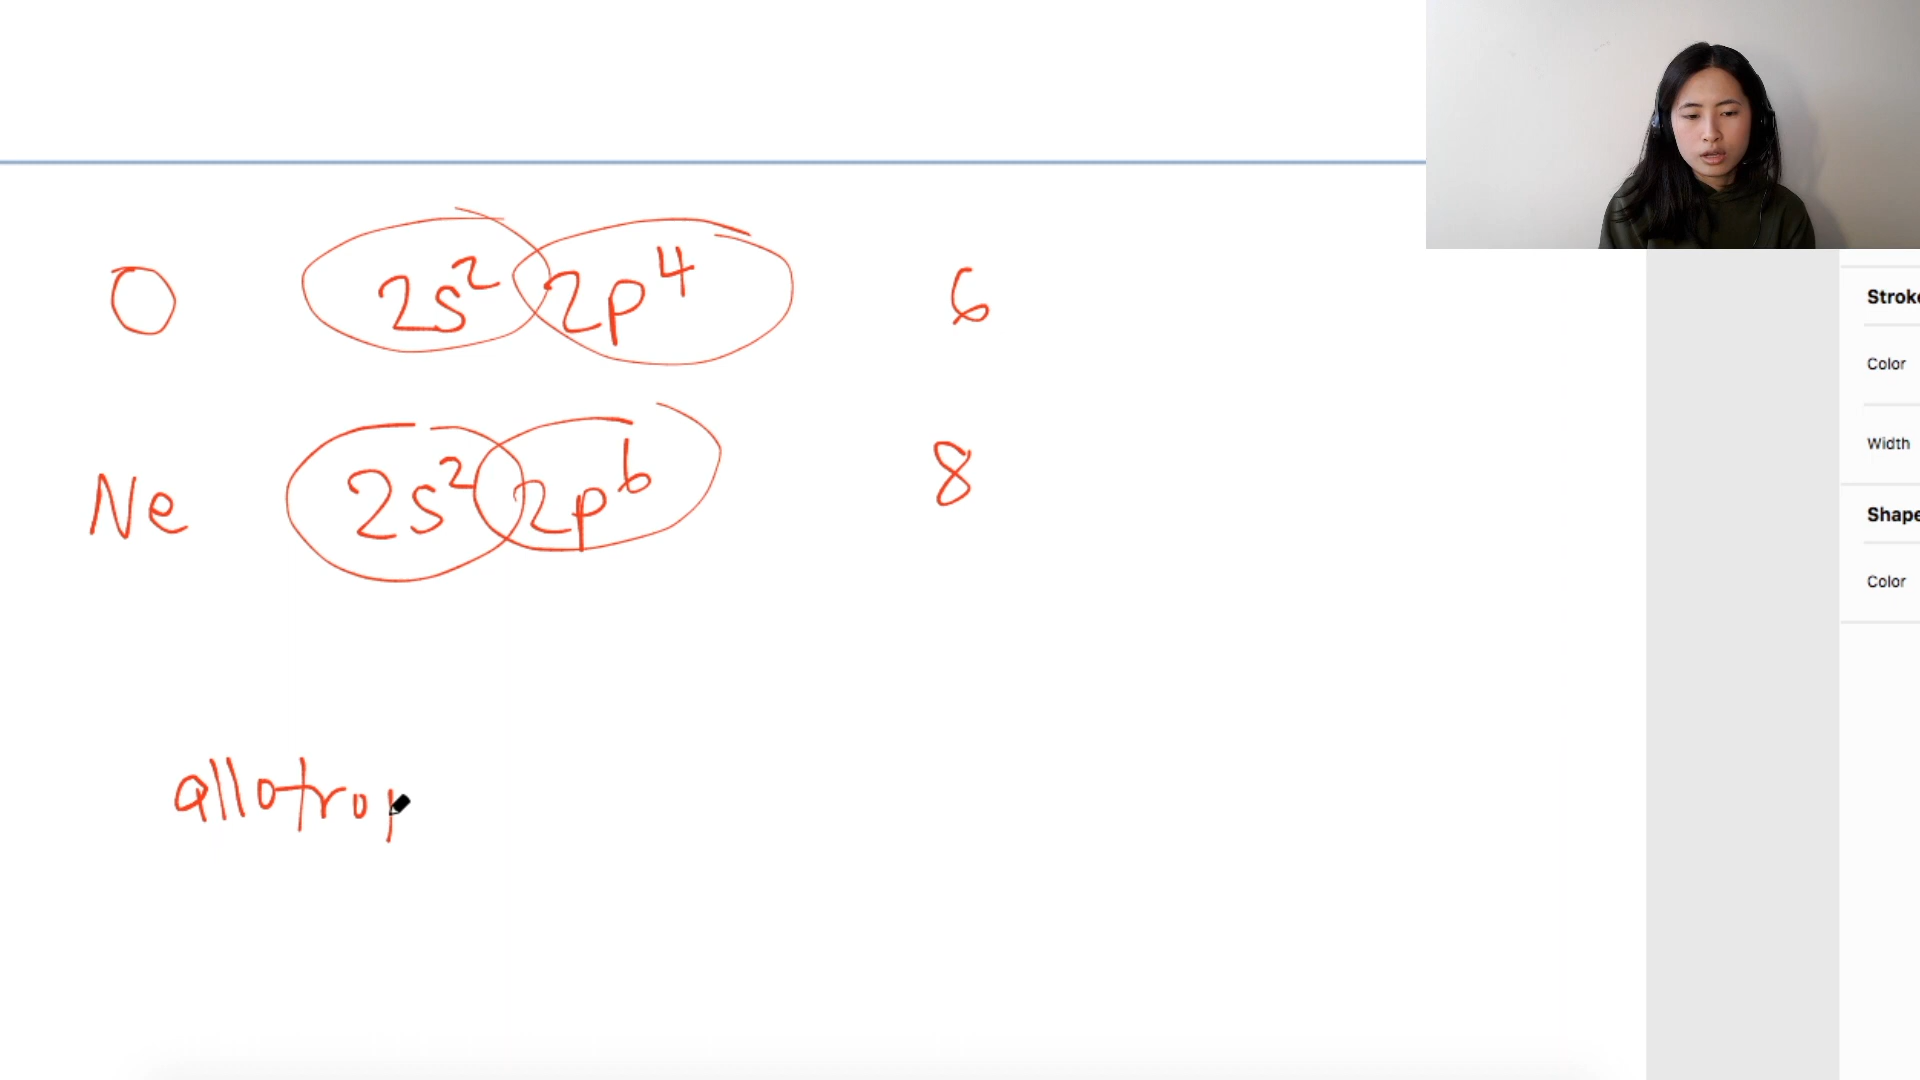 O 2s² 2p⁴ 6
Ne 2s² 2p⁶ 8
allotrop
Stroke
Color
Width
Shape
Color